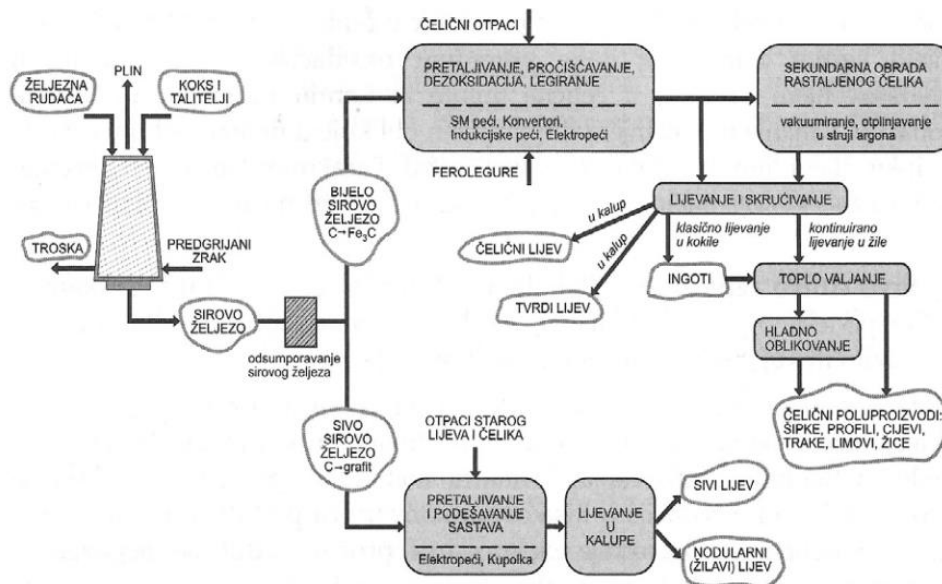 ČELIČNI OTPACI
PLIN
ŽELJEZNA
RUDAČA
KOKS I
TALITELJI
PRETALJIVANJE, PROČIŠĆAVANJE,
DEZOKSIDACIJA, LEGIRANJE
SM peći, Konvertori,
Indukcijske peći, Elektropeći
SEKUNDARNA OBRADA
RASTALJENOG ČELIKA
vakuumiranje, otplinjavanje
u struji argona
FEROLEGURE
BIJELO
SIROVO
ŽELJEZO
C→Fe₃C
LIJEVANJE I SKRUĆIVANJE
u kalup
klasično lijevanje
u kokile
kontinuirano
lijevanje u žile
ČELIČNI LIJEV
u kalup
TROSKA
PREDGRIJANI
ZRAK
INGOTI
TOPLO VALJANJE
TVRDI LIJEV
SIROVO
ŽELJEZO
odsumporavanje
sirovog željeza
HLADNO
OBLIKOVANJE
ČELIČNI POLUPROIZVODI:
ŠIPKE, PROFILI, CIJEVI,
TRAKE, LIMOVI, ŽICE
SIVO
SIROVO
ŽELJEZO
C→grafit
OTPACI STAROG
LIJEVA I ČELIKA
PRETALJIVANJE
I PODEŠAVANJE
SASTAVA
Elektropeći, Kupolka
LIJEVANJE
U
KALUPE
SIVI LIJEV
NODULARNI
(ŽILAVI) LIJEV